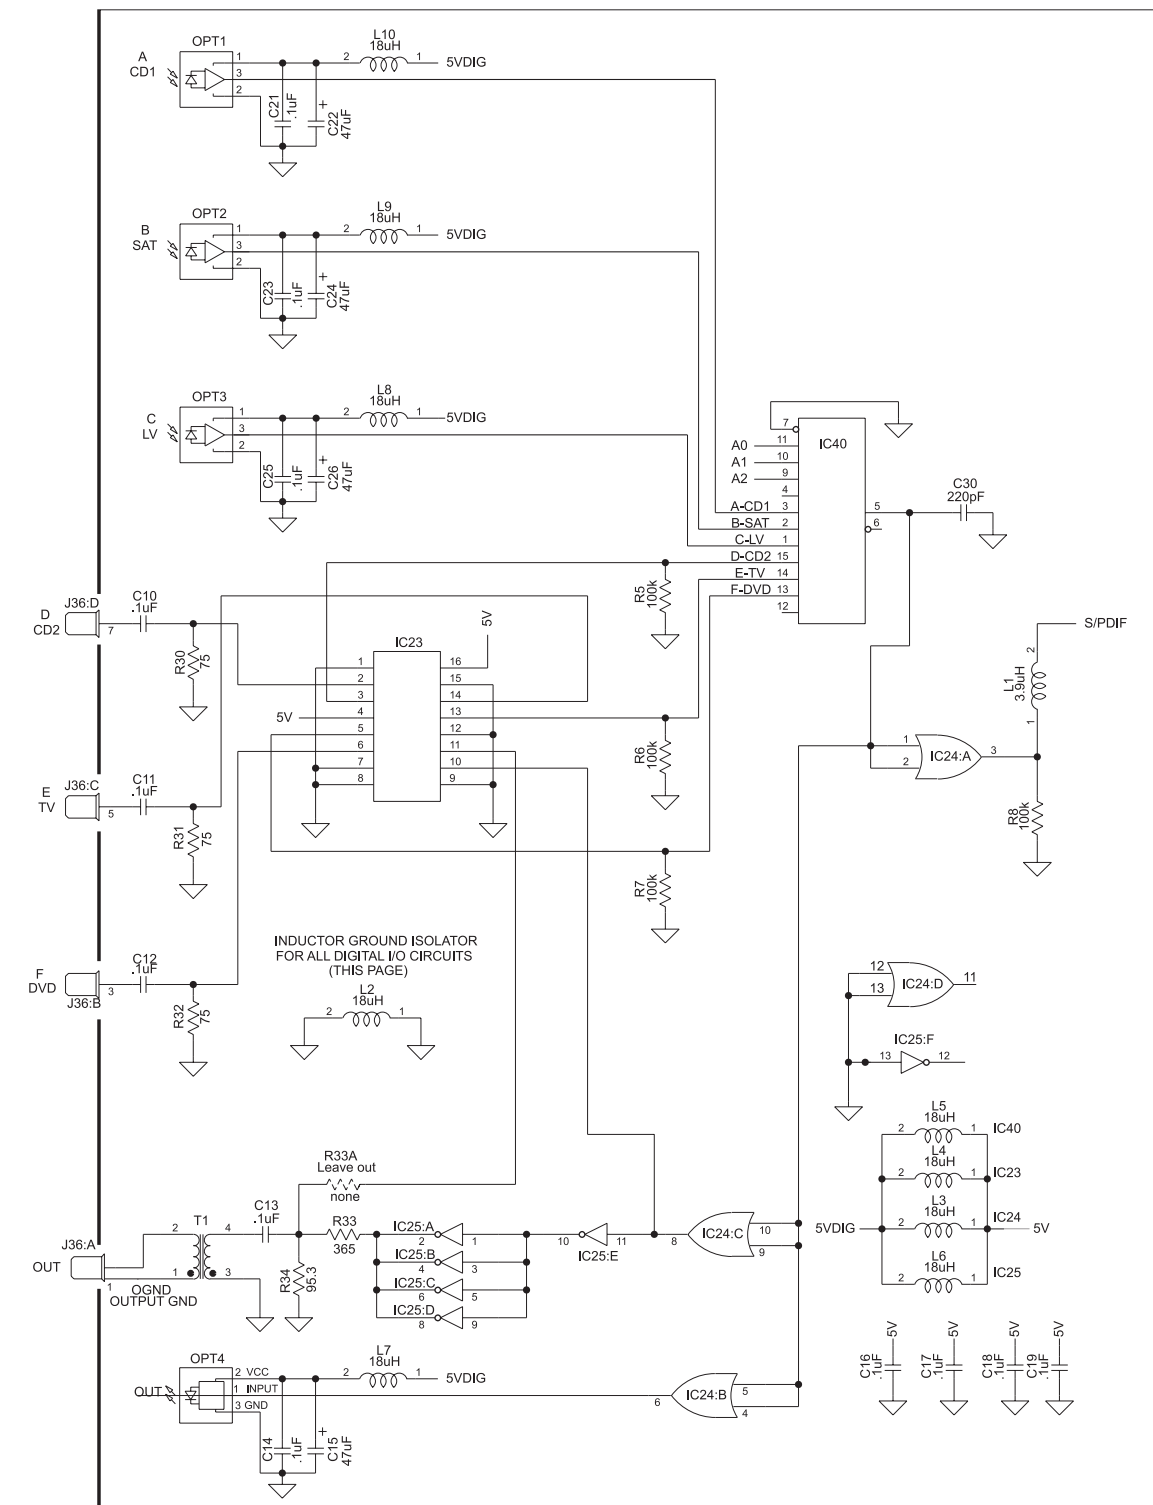 A
CD1
OPT1
1
3
2
C21
.1uF
+
C22
47uF
2
L10
18uH
1
5VDIG
B
SAT
OPT2
1
3
2
C23
.1uF
+
C24
47uF
2
L9
18uH
1
5VDIG
C
LV
OPT3
1
3
2
C25
.1uF
+
C26
47uF
2
L8
18uH
1
5VDIG
7
IC40
A0 11
A1 10
A2 9
4
A-CD1 3
B-SAT 2
C-LV 1
D-CD2 15
E-TV 14
F-DVD 13
12
5
6
C30
220pF
R5
100k
D
CD2
J36:D
7
C10
.1uF
R30
75
IC23
5V
1 16
2 15
3 14
5V 4 13
5 12
6 11
7 10
8 9
R6
100k
R7
100k
S/PDIF
2
L1
3.9uH
1
1
2
IC24:A
3
R8
100k
E
TV
J36:C
5
C11
.1uF
R31
75
F
DVD
J36:B
3
C12
.1uF
R32
75
INDUCTOR GROUND ISOLATOR
FOR ALL DIGITAL I/O CIRCUITS
(THIS PAGE)
2
L2
18uH
1
12
13
IC24:D
11
IC25:F
13
12
2 L5 1 IC40
18uH
2 L4 1 IC23
18uH
5VDIG 2 L3 1 IC24 5V
18uH
2 L6 1 IC25
18uH
R33A
Leave out
none
OUT
J36:A
1
2
T1
4
1
3
OGND
OUTPUT GND
C13
.1uF
R33
365
R34
95.3
IC25:A
2 1
IC25:B
4 3
IC25:C
6 5
IC25:D
8 9
10
IC25:E
11
8
IC24:C
10
9
OUT
OPT4
2 VCC
1 INPUT
3 GND
C14
.1uF
+
C15
47uF
2
L7
18uH
1
5VDIG
6
IC24:B
5
4
C16
.1uF
5V
C17
.1uF
5V
C18
.1uF
5V
C19
.1uF
5V